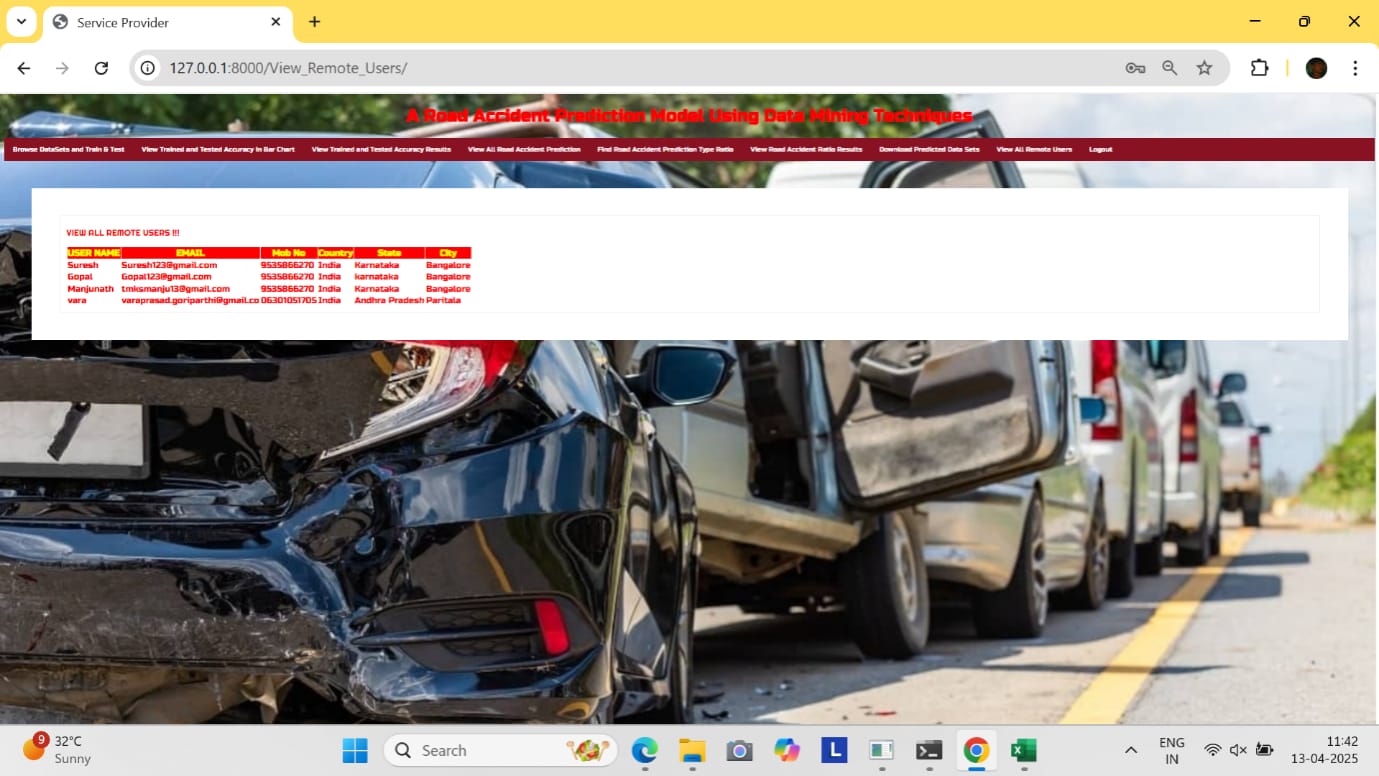 Service Provider
127.0.0.1:8000/View_Remote_Users/
A Road Accident Prediction Model Using Data Mining Techniques
Browse DataSets and Train & Test View Trained and Tested Accuracy in Bar Chart View Trained and Tested Accuracy Results View All Road Accident Prediction Find Road Accident Prediction Type Ratio View Road Accident Ratio Results Download Predicted Data Sets View All Remote Users Logout
VIEW ALL REMOTE USERS !!!
USER NAME EMAIL Mob No Country State City
Suresh Suresh123@gmail.com 9535866270 India Karnataka Bangalore
Gopal Gopal123@gmail.com 9535866270 India karnataka Bangalore
Manjunath tmksmanju13@gmail.com 9535866270 India Karnataka Bangalore
vara varaprasad.goriparthi@gmail.co 06301051705 India Andhra Pradesh Paritala
9 32°C
Sunny
Search
L
ENG
IN
11:42
13-04-2025